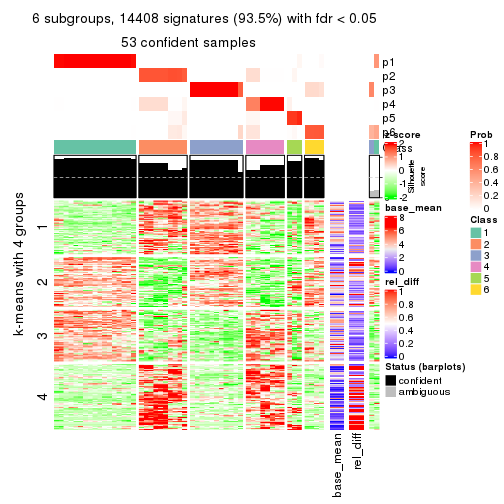 6 subgroups, 14408 signatures (93.5%) with fdr < 0.05
53 confident samples
p1
p2
p3
p4
p5
p6
Class
Silhouette
score
k-means with 4 groups
1
2
3
4
base_mean
rel_diff
z-score
2
1
0
-1
-2
base_mean
8
6
4
2
0
rel_diff
1
0.8
0.6
0.4
0.2
0
Status (barplots)
confident
ambiguous
Prob
1
0.8
0.6
0.4
0.2
0
Class
1
2
3
4
5
6